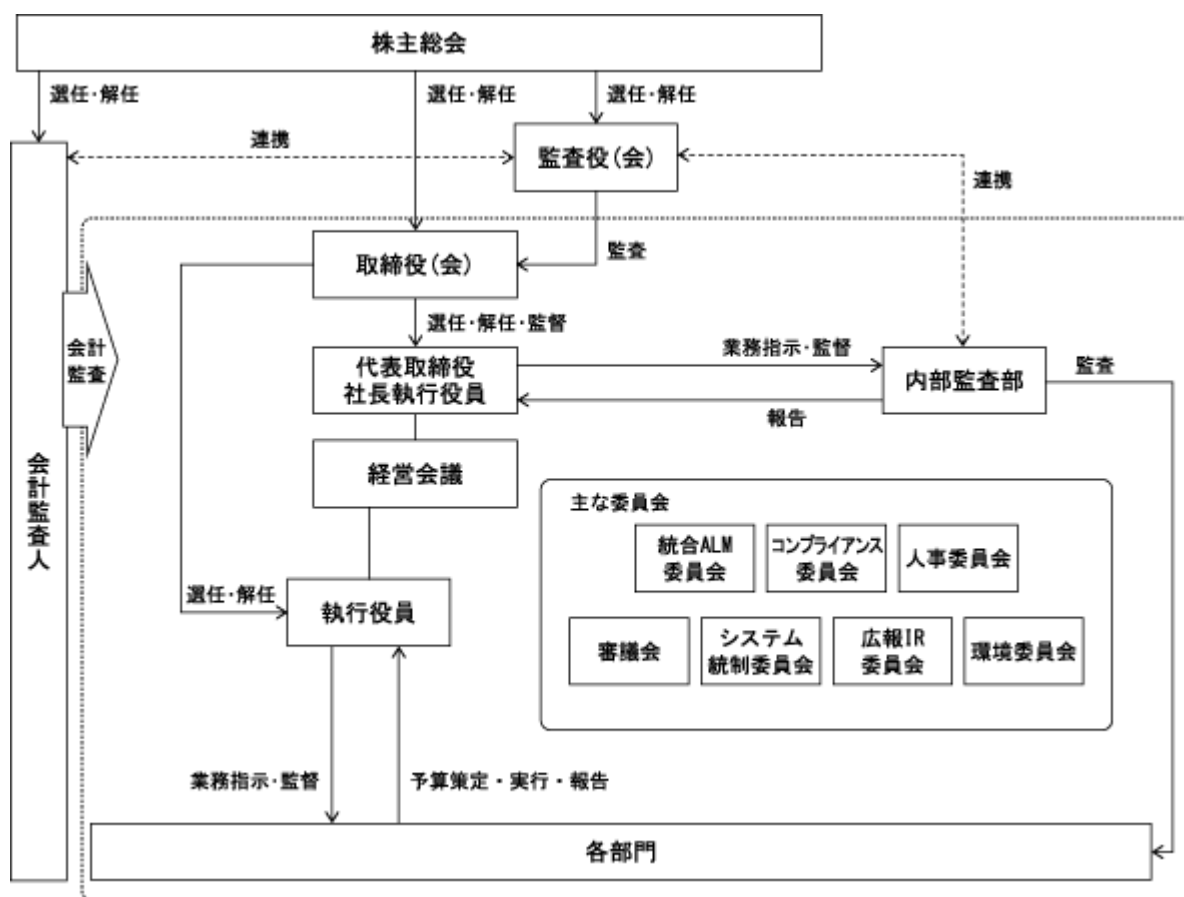 株主総会
選任･解任
選任･解任
選任･解任
連携
監査役(会)
連携
取締役(会)
監査
選任･解任･監督
会計
監査
代表取締役
社長執行役員
業務指示･監督
報告
内部監査部
監査
経営会議
会計監査人
主な委員会
統合ALM
委員会
コンプライアンス
委員会
人事委員会
審議会
システム
統制委員会
広報IR
委員会
環境委員会
選任･解任
執行役員
業務指示･監督
予算策定・実行・報告
各部門